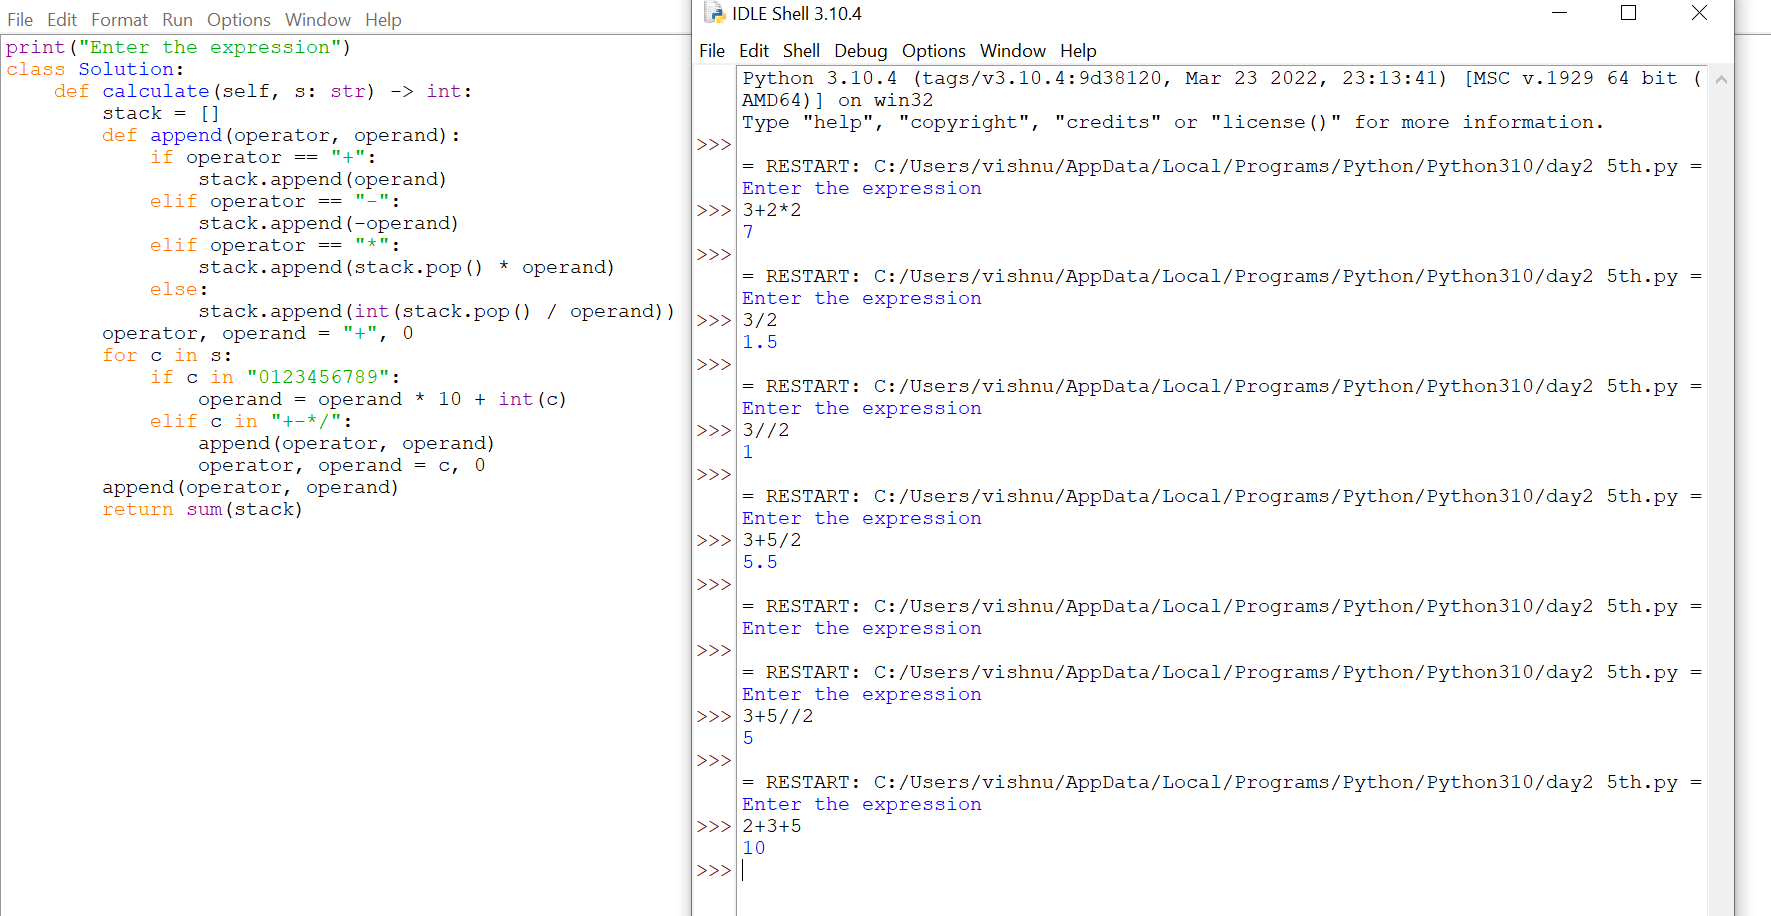 File Edit Format Run Options Window Help
print("Enter the expression")
class Solution:
    def calculate(self, s: str) -> int:
        stack = []
        def append(operator, operand):
            if operator == "+":
                stack.append(operand)
            elif operator == "-":
                stack.append(-operand)
            elif operator == "*":
                stack.append(stack.pop() * operand)
            else:
                stack.append(int(stack.pop() / operand))
        operator, operand = "+", 0
        for c in s:
            if c in "0123456789":
                operand = operand * 10 + int(c)
            elif c in "+-*/":
                append(operator, operand)
                operator, operand = c, 0
        append(operator, operand)
        return sum(stack)
IDLE Shell 3.10.4
File Edit Shell Debug Options Window Help
Python 3.10.4 (tags/v3.10.4:9d38120, Mar 23 2022, 23:13:41) [MSC v.1929 64 bit (
AMD64)] on win32
Type "help", "copyright", "credits" or "license()" for more information.
>>>
= RESTART: C:/Users/vishnu/AppData/Local/Programs/Python/Python310/day2 5th.py =
Enter the expression
>>> 3+2*2
7
>>>
= RESTART: C:/Users/vishnu/AppData/Local/Programs/Python/Python310/day2 5th.py =
Enter the expression
>>> 3/2
1.5
>>>
= RESTART: C:/Users/vishnu/AppData/Local/Programs/Python/Python310/day2 5th.py =
Enter the expression
>>> 3//2
1
>>>
= RESTART: C:/Users/vishnu/AppData/Local/Programs/Python/Python310/day2 5th.py =
Enter the expression
>>> 3+5/2
5.5
>>>
= RESTART: C:/Users/vishnu/AppData/Local/Programs/Python/Python310/day2 5th.py =
Enter the expression
>>>
= RESTART: C:/Users/vishnu/AppData/Local/Programs/Python/Python310/day2 5th.py =
Enter the expression
>>> 3+5//2
5
>>>
= RESTART: C:/Users/vishnu/AppData/Local/Programs/Python/Python310/day2 5th.py =
Enter the expression
>>> 2+3+5
10
>>>